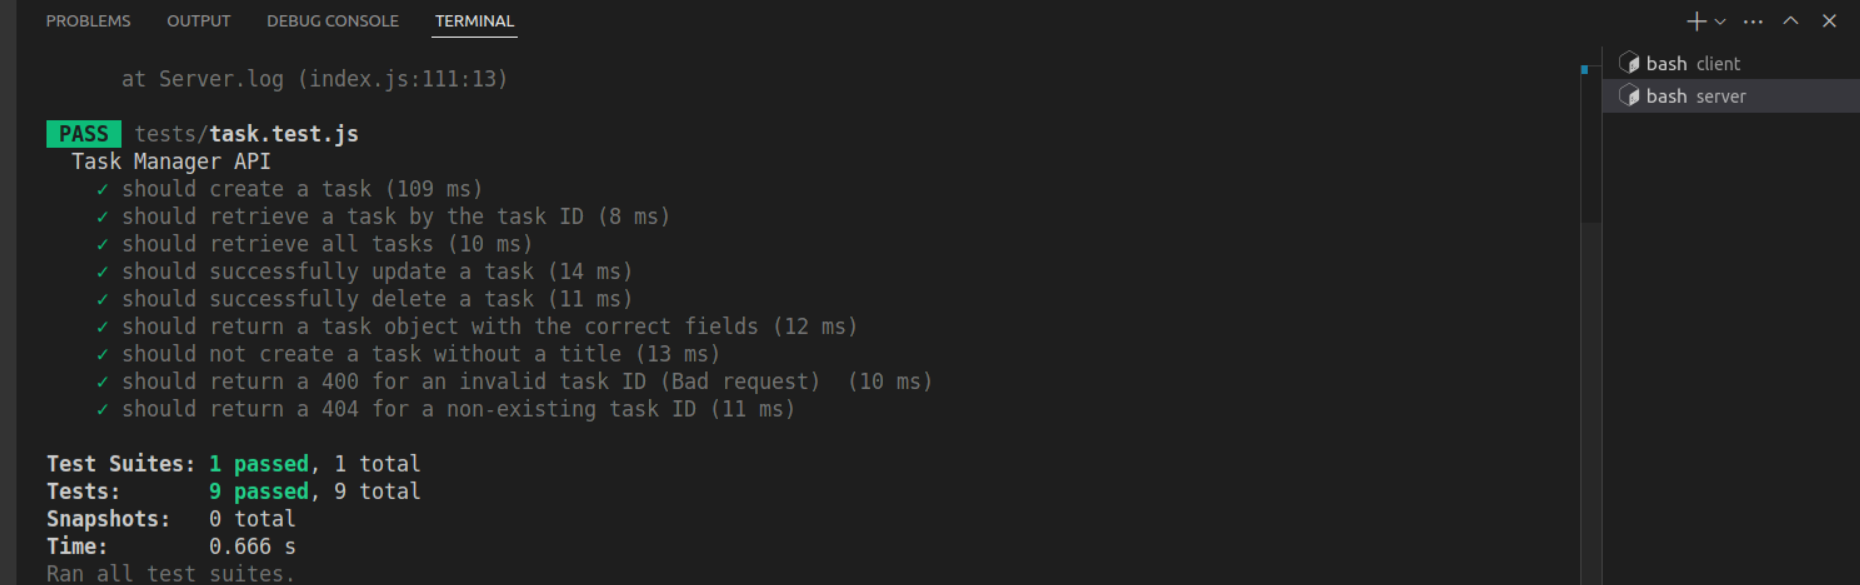 PROBLEMS OUTPUT DEBUG CONSOLE TERMINAL
at Server.log (index.js:111:13)
PASS tests/task.test.js
Task Manager API
✓ should create a task (109 ms)
✓ should retrieve a task by the task ID (8 ms)
✓ should retrieve all tasks (10 ms)
✓ should successfully update a task (14 ms)
✓ should successfully delete a task (11 ms)
✓ should return a task object with the correct fields (12 ms)
✓ should not create a task without a title (13 ms)
✓ should return a 400 for an invalid task ID (Bad request)  (10 ms)
✓ should return a 404 for a non-existing task ID (11 ms)
Test Suites: 1 passed, 1 total
Tests: 9 passed, 9 total
Snapshots: 0 total
Time: 0.666 s
Ran all test suites.
bash client
bash server